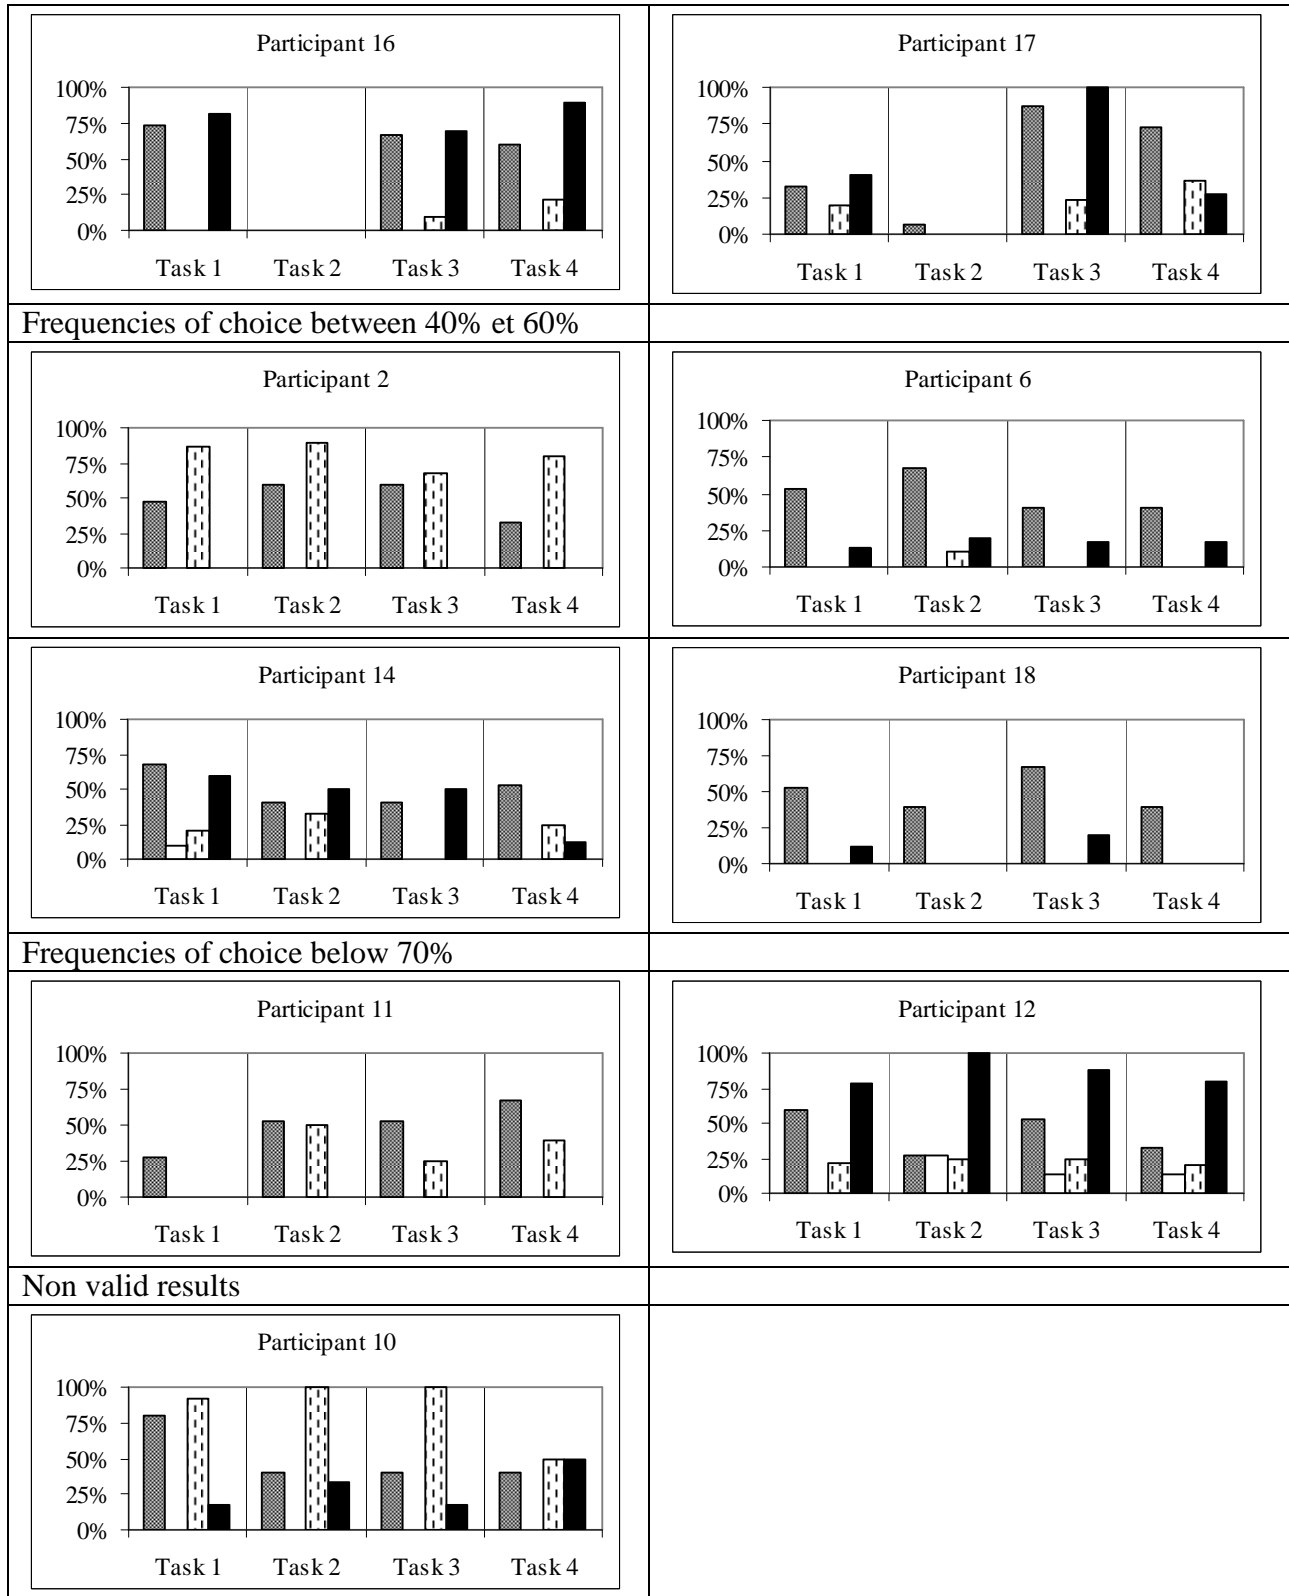 Participant 16
100%
75%
50%
25%
0%
Task 1 Task 2 Task 3 Task 4
Participant 17
100%
75%
50%
25%
0%
Task 1 Task 2 Task 3 Task 4
Frequencies of choice between 40% et 60%
Participant 2
100%
75%
50%
25%
0%
Task 1 Task 2 Task 3 Task 4
Participant 6
100%
75%
50%
25%
0%
Task 1 Task 2 Task 3 Task 4
Participant 14
100%
75%
50%
25%
0%
Task 1 Task 2 Task 3 Task 4
Participant 18
100%
75%
50%
25%
0%
Task 1 Task 2 Task 3 Task 4
Frequencies of choice below 70%
Participant 11
100%
75%
50%
25%
0%
Task 1 Task 2 Task 3 Task 4
Participant 12
100%
75%
50%
25%
0%
Task 1 Task 2 Task 3 Task 4
Non valid results
Participant 10
100%
75%
50%
25%
0%
Task 1 Task 2 Task 3 Task 4